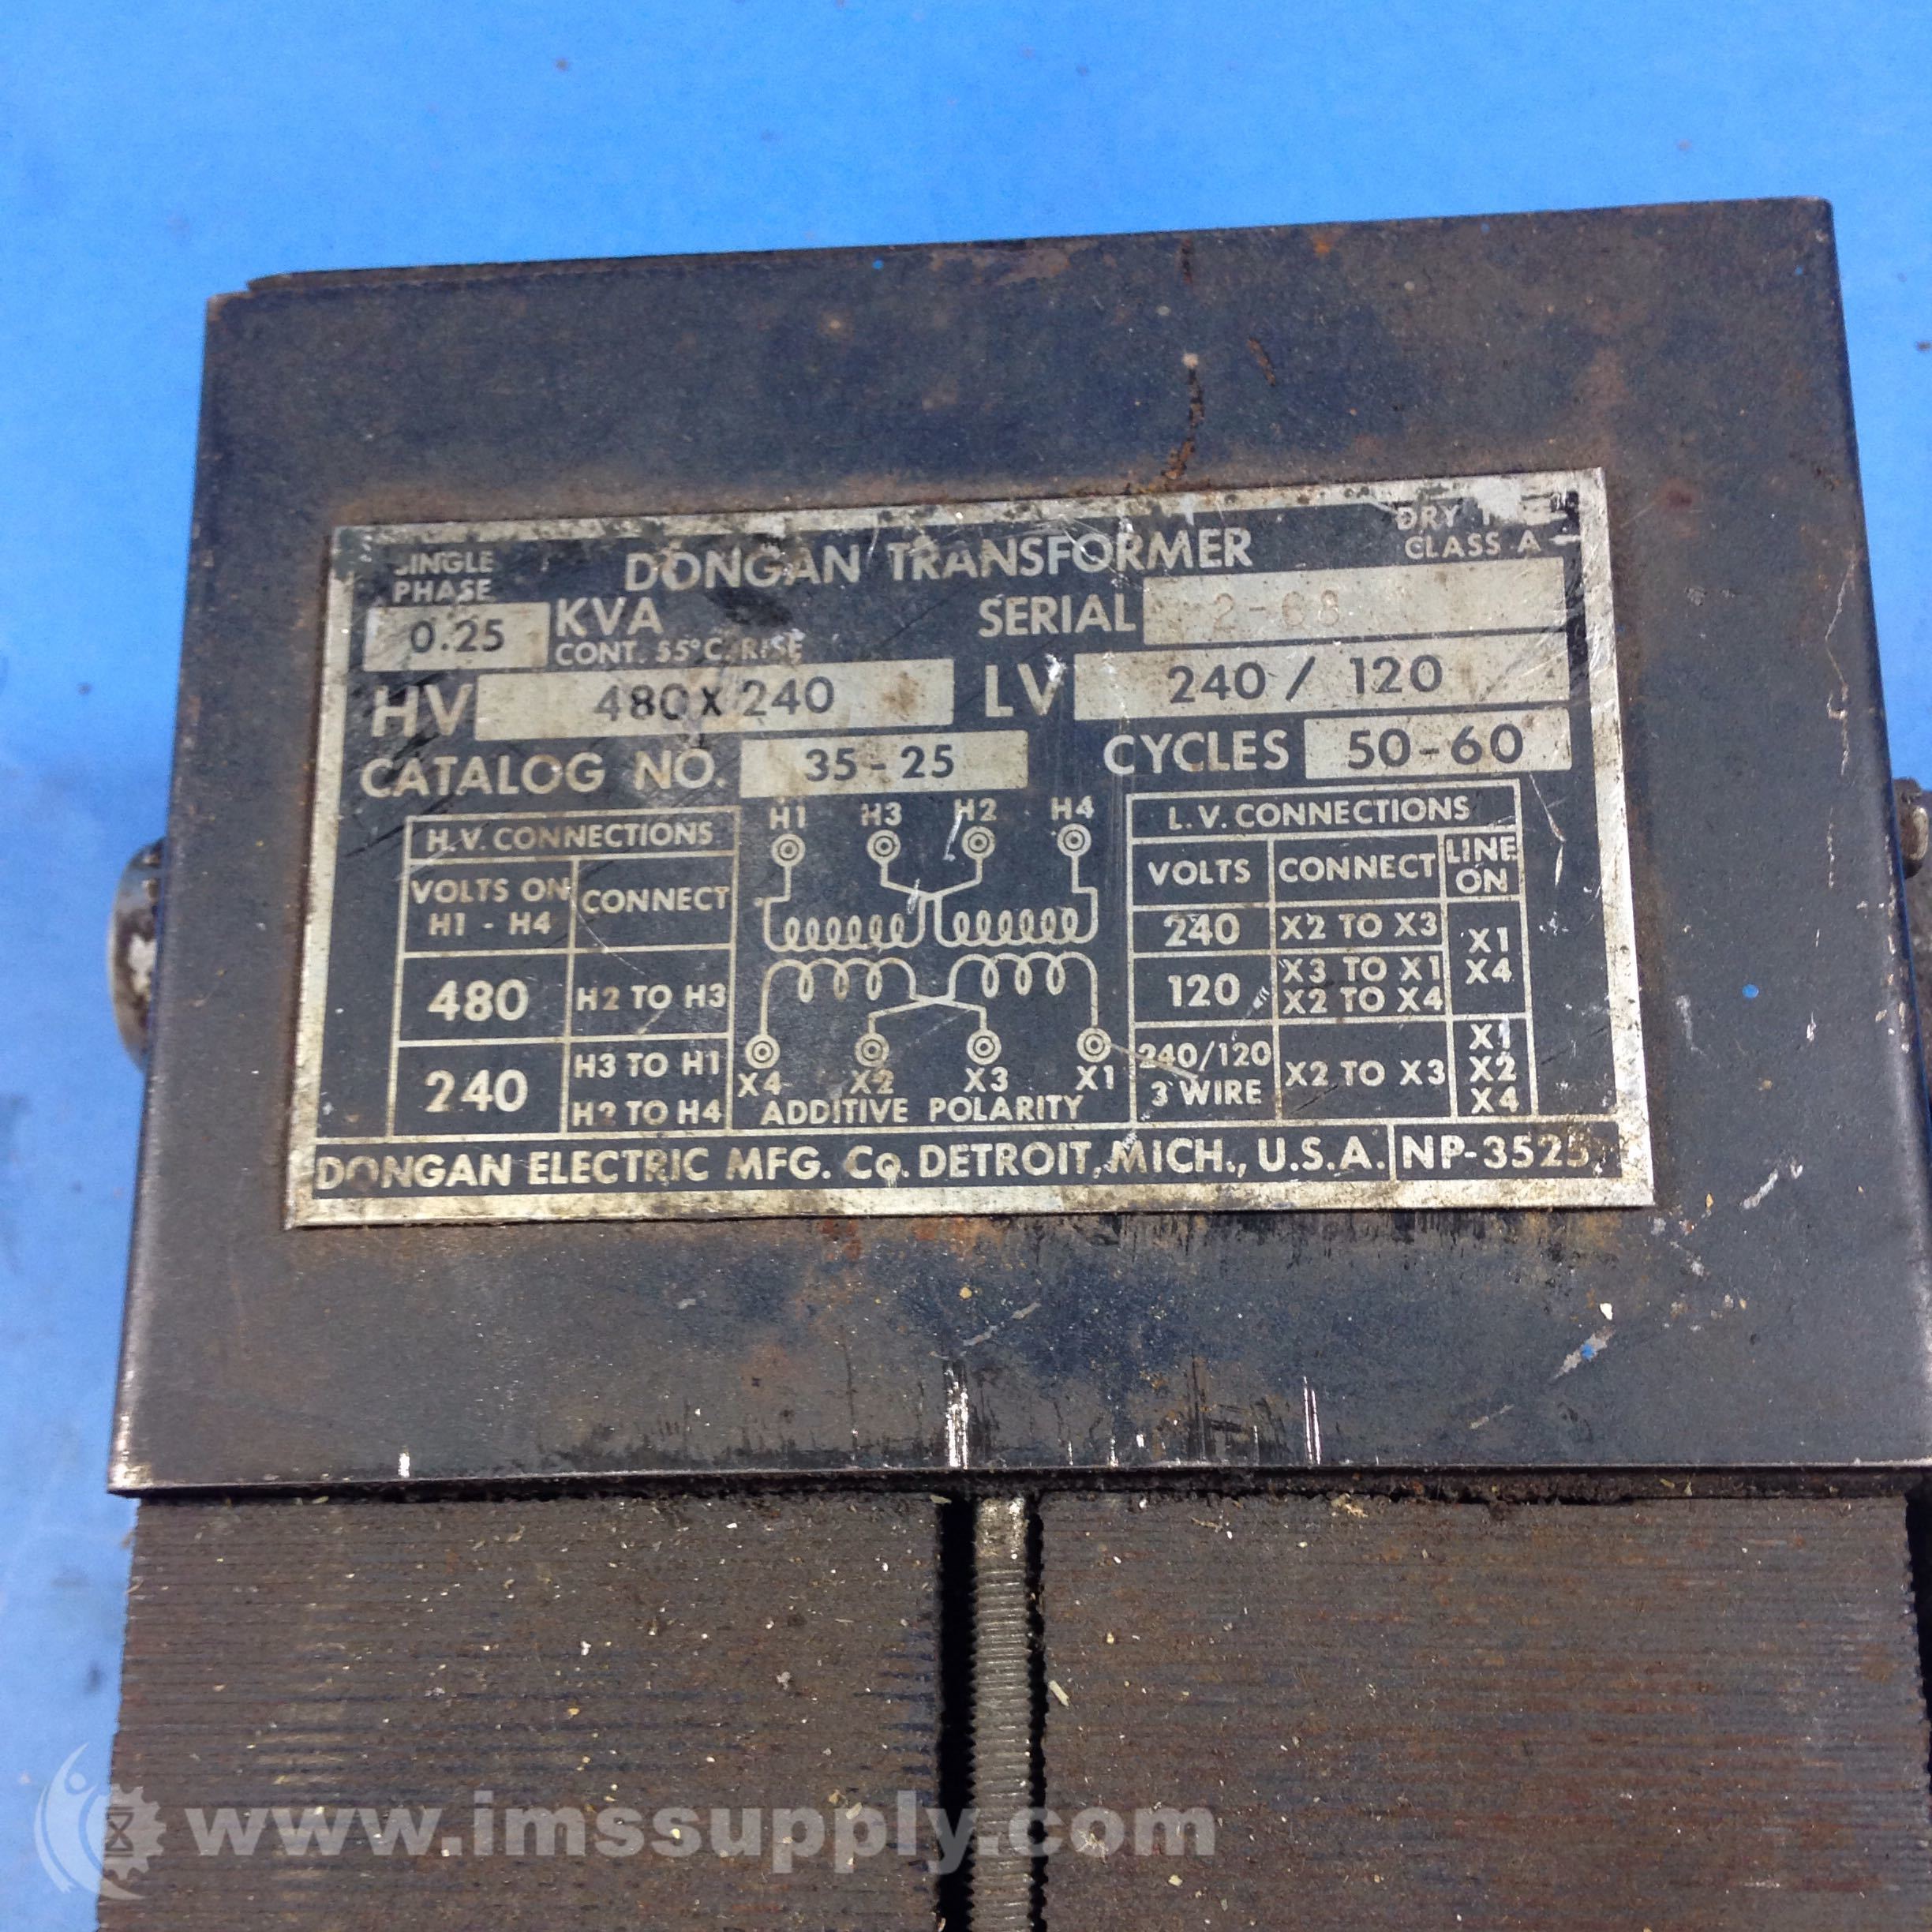 SINGLE PHASE
DONGAN TRANSFORMER
DRY
CLASS A
0.25 KVA
CONT. 55°C. RISE
SERIAL 2-68
HV 480X240 LV 240 / 120
CATALOG NO. 35-25 CYCLES 50-60
H.V. CONNECTIONS
VOLTS ON H1 - H4 CONNECT
480 H2 TO H3
240 H3 TO H1
H2 TO H4
H1 H3 H2 H4
X4 X2 X3 X1
ADDITIVE POLARITY
L.V. CONNECTIONS
VOLTS CONNECT LINE ON
240 X2 TO X3 X1
120 X3 TO X1 X4
X2 TO X4
240/120 3 WIRE X2 TO X3 X1 X2 X4
DONGAN ELECTRIC MFG. Co. DETROIT, MICH., U.S.A. NP-3525
www.imssupply.com